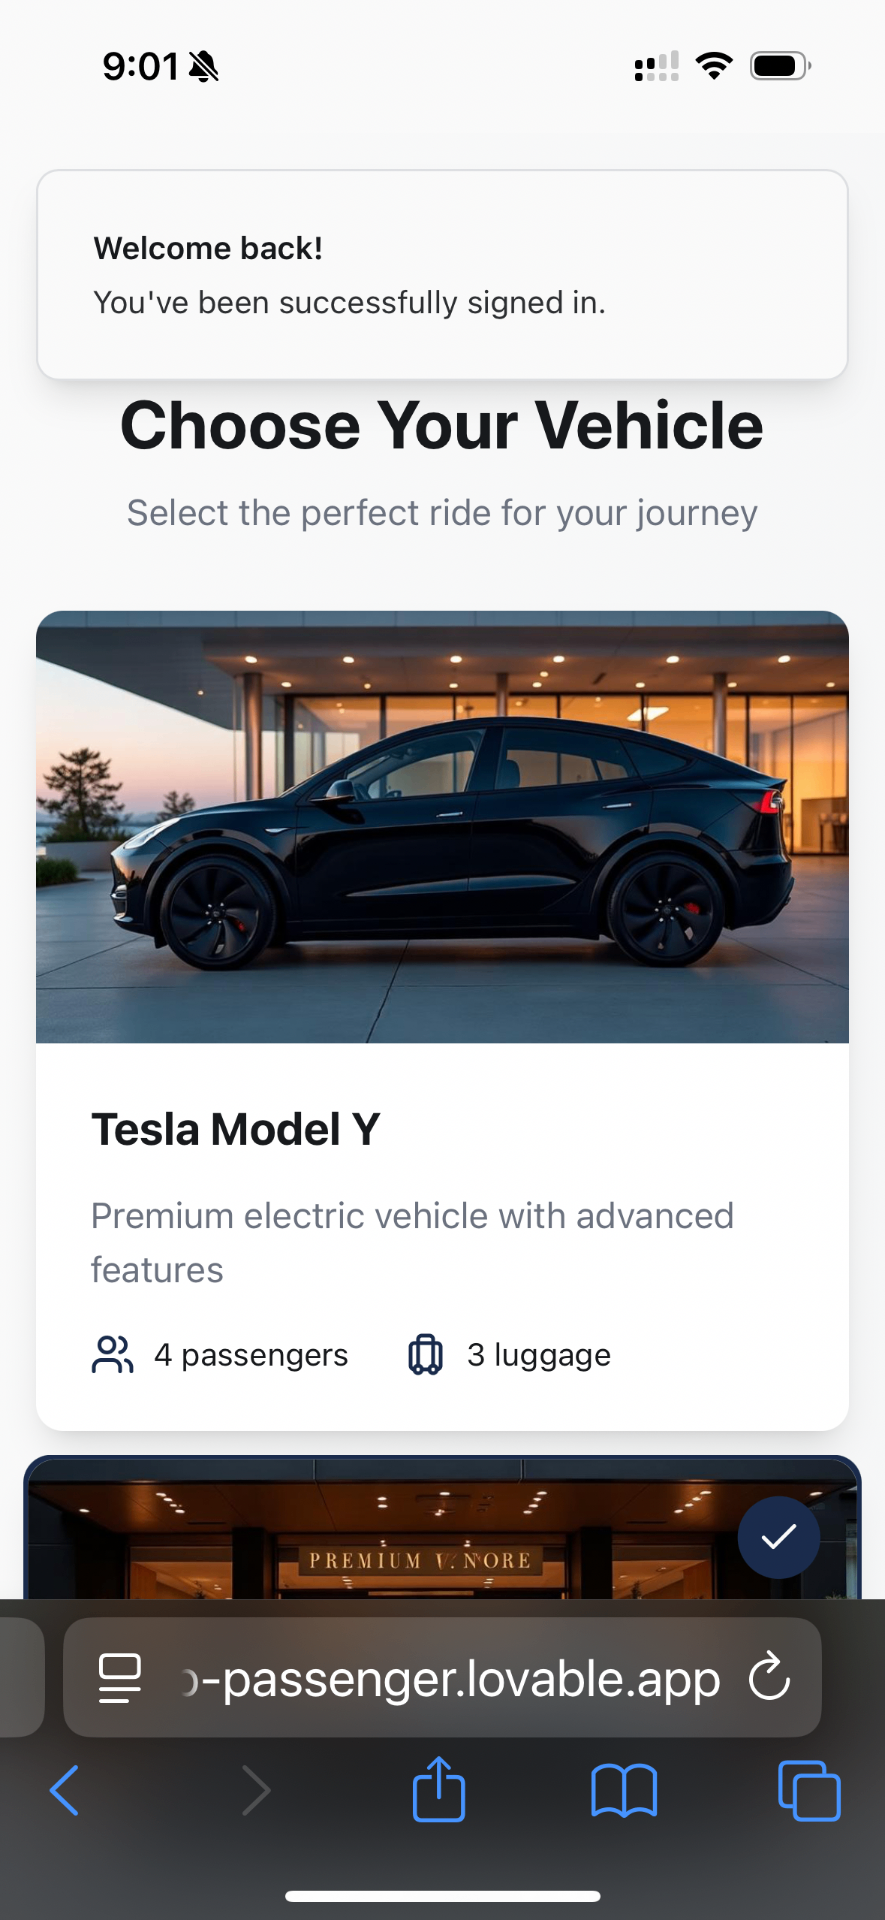 9:01
Welcome back!
You've been successfully signed in.
Choose Your Vehicle
Select the perfect ride for your journey
Tesla Model Y
Premium electric vehicle with advanced
features
4 passengers 3 luggage
PREMIUM
-passenger.lovable.app